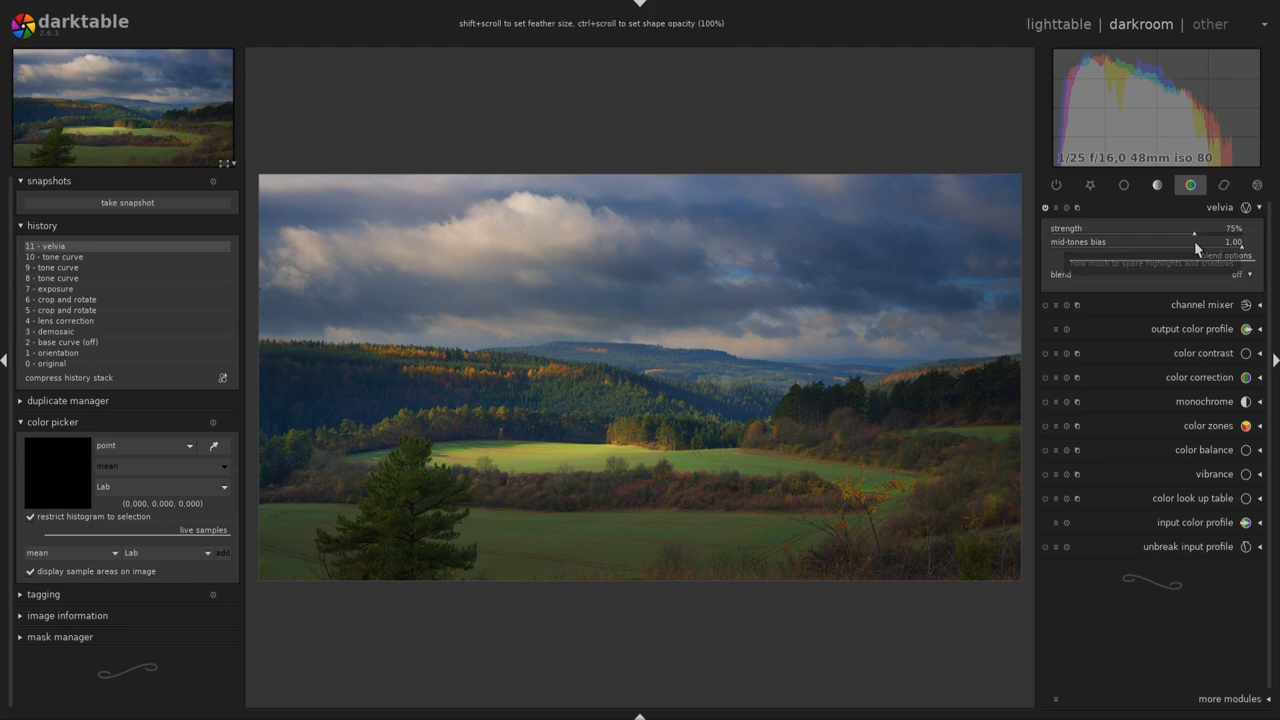 darktable
2.6.3
shift+scroll to set feather size, ctrl+scroll to set shape opacity (100%)
lighttable | darkroom | other
snapshots
take snapshot
history
11 - velvia
10 - tone curve
9 - tone curve
8 - tone curve
7 - exposure
6 - crop and rotate
5 - crop and rotate
4 - lens correction
3 - demosaic
2 - base curve (off)
1 - orientation
0 - original
compress history stack
duplicate manager
color picker
point
mean
Lab
(0,000, 0,000, 0,000)
restrict histogram to selection
live samples
mean Lab add
display sample areas on image
tagging
image information
mask manager
1/25 f/16,0 48mm iso 80
velvia
strength 75%
mid-tones bias 1,00
blend options
how much to spare highlights and shadows
blend off
channel mixer
output color profile
color contrast
color correction
monochrome
color zones
color balance
vibrance
color look up table
input color profile
unbreak input profile
more modules